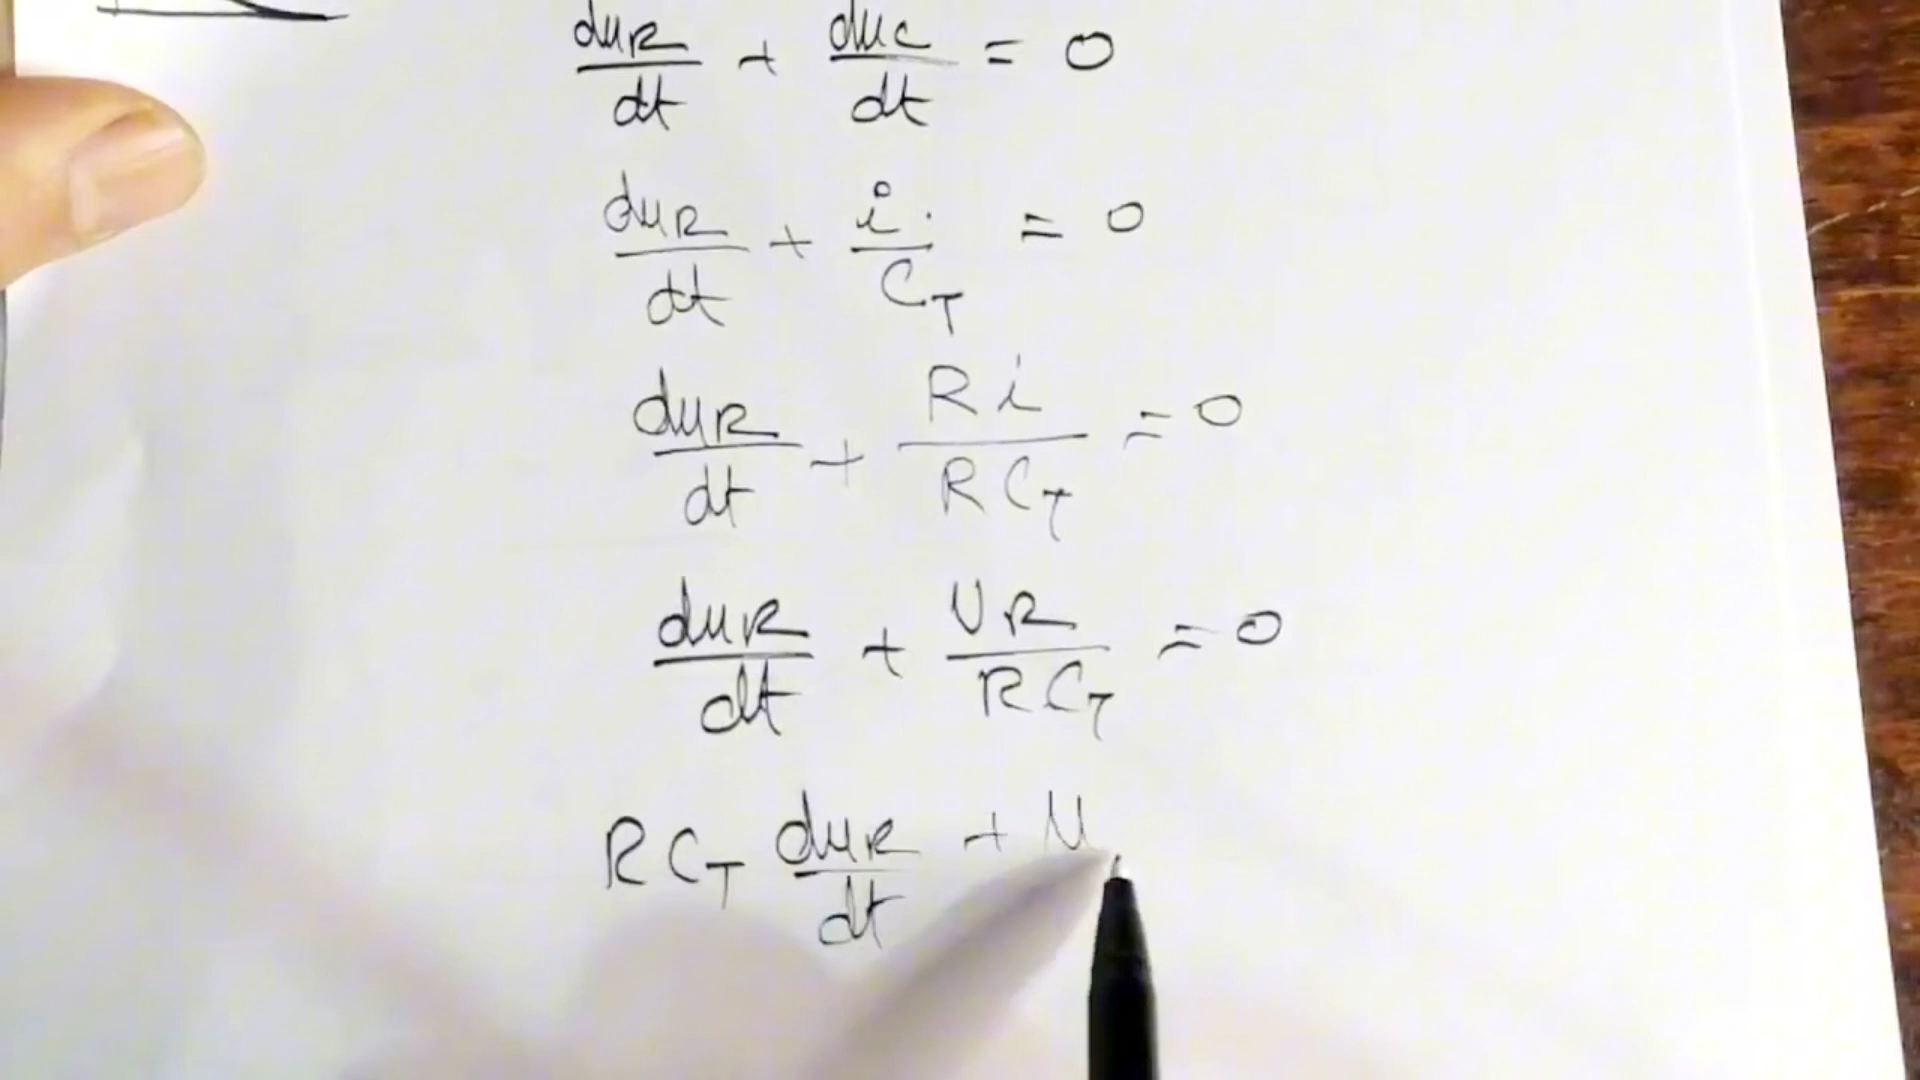 duR/dt + duc/dt = 0
duR/dt + i/CT = 0
duR/dt + Ri/RCT = 0
duR/dt + UR/RCT = 0
RCT duR/dt + u